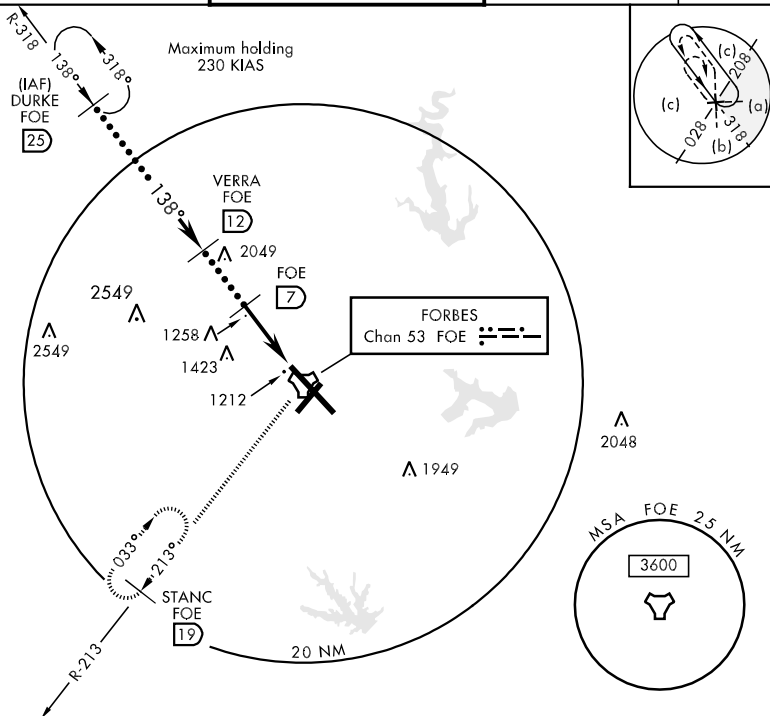 R-318
138°
318°
Maximum holding
230 KIAS
(IAF)
DURKE
FOE
25
(c)
208
(c)
(a)
028
318
(b)
138°
VERRA
FOE
12
2049
FOE
7
2549
2549
1258
1423
1212
FORBES
Chan 53 FOE
2048
1949
033°
213°
STANC
FOE
19
R-213
20 NM
MSA FOE 25 NM
3600